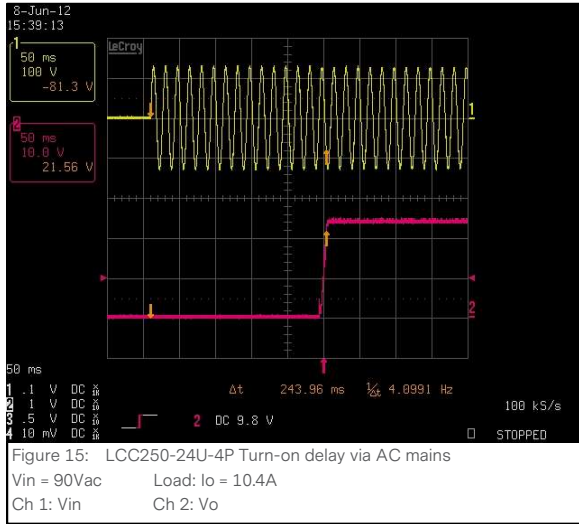 8-Jun-12
15:39:13
LeCroy
1
50 ms
100 V
-81.3 V
1
2
50 ms
10.0 V
21.56 V
2
50 ms
1 .1 V DC
2 1 V DC
3 .5 V DC
4 10 mV DC
Δt 243.96 ms 1/Δt 4.0991 Hz
2 DC 9.8 V
100 kS/s
STOPPED
Figure 15: LCC250-24U-4P Turn-on delay via AC mains
Vin = 90Vac Load: Io = 10.4A
Ch 1: Vin Ch 2: Vo